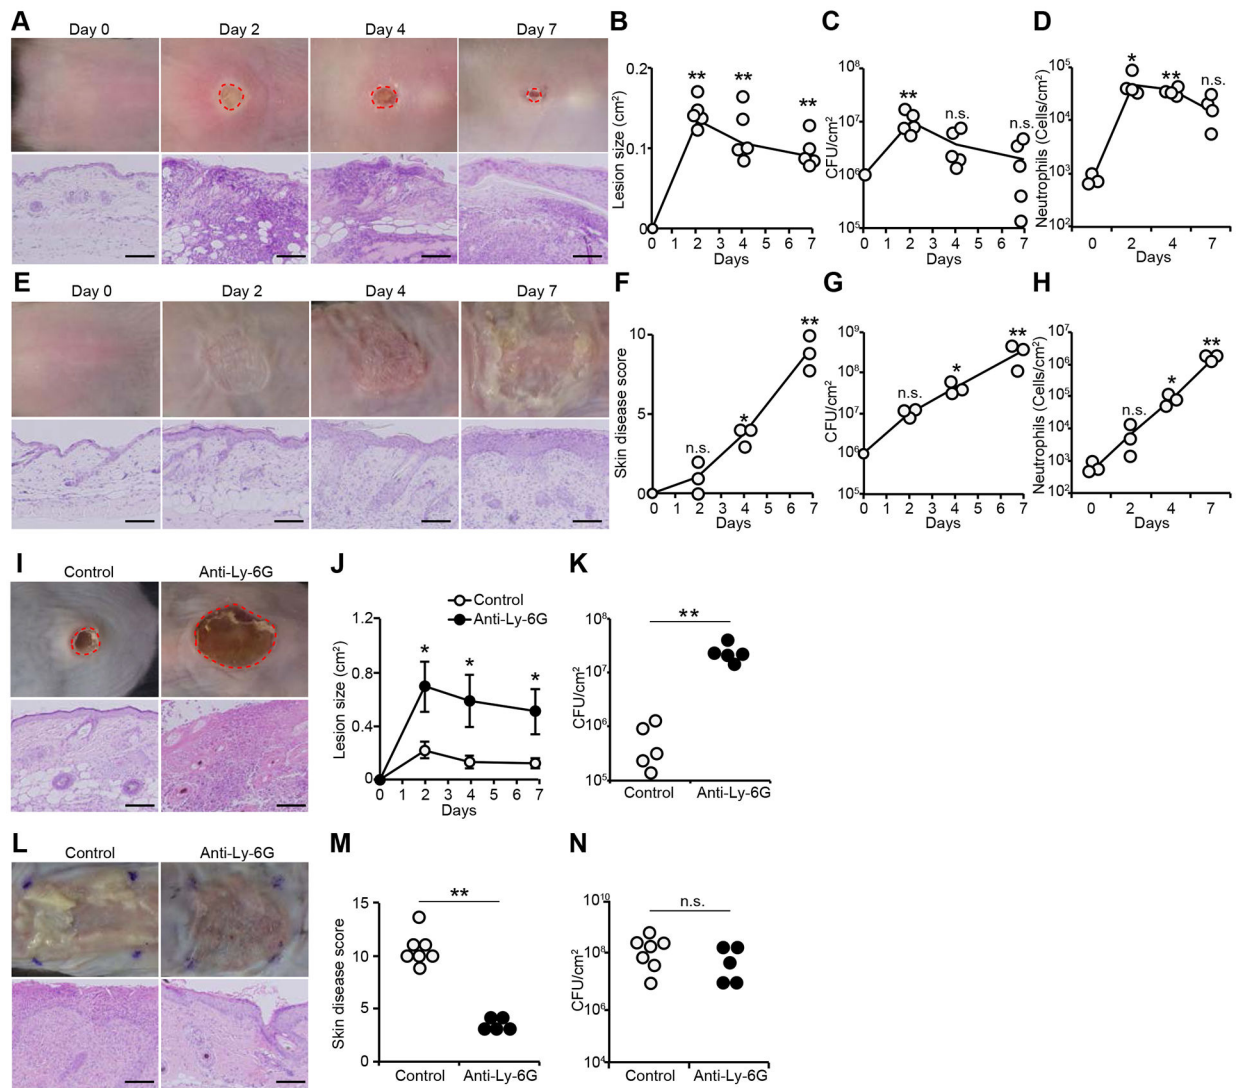 A
Day 0 Day 2 Day 4 Day 7
B
Lesion size (cm²)
0.2
0.1
0
0 1 2 3 4 5 6 7
Days
**
**
**
C
CFU/cm²
10⁸
10⁷
10⁶
10⁵
0 1 2 3 4 5 6 7
Days
**
n.s.
n.s.
D
Neutrophils (Cells/cm²)
10⁵
10⁴
10³
10²
0 2 4 7
Days
*
**
n.s.
E
Day 0 Day 2 Day 4 Day 7
F
Skin disease score
10
5
0
0 1 2 3 4 5 6 7
Days
n.s.
*
**
G
CFU/cm²
10⁹
10⁸
10⁷
10⁶
10⁵
0 1 2 3 4 5 6 7
Days
n.s.
*
**
H
Neutrophils (Cells/cm²)
10⁷
10⁶
10⁵
10⁴
10³
10²
0 2 4 7
Days
n.s.
*
**
I
Control Anti-Ly-6G
J
Control
Anti-Ly-6G
Lesion size (cm²)
1.2
0.8
0.4
0
0 1 2 3 4 5 6 7
Days
*
*
*
K
CFU/cm²
10⁸
10⁷
10⁶
10⁵
**
Control Anti-Ly-6G
L
Control Anti-Ly-6G
M
Skin disease score
15
10
5
0
**
Control Anti-Ly-6G
N
CFU/cm²
10¹⁰
10⁸
10⁶
10⁴
n.s.
Control Anti-Ly-6G